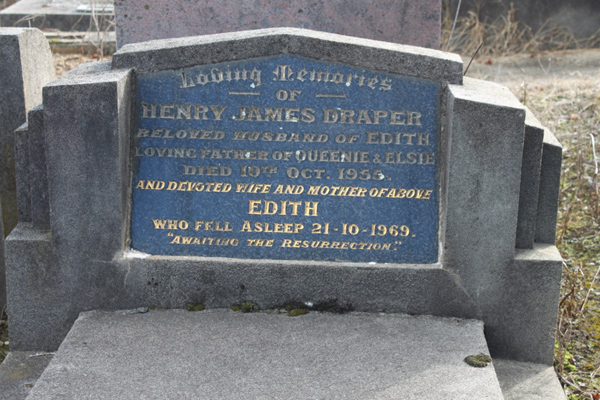 Loving Memories
OF
HENRY JAMES DRAPER
BELOVED HUSBAND OF EDITH
LOVING FATHER OF QUEENIE & ELSIE
DIED 19TH OCT. 1955.
AND DEVOTED WIFE AND MOTHER OF ABOVE
EDITH
WHO FELL ASLEEP 21-10-1969.
"AWAITING THE RESURRECTION."